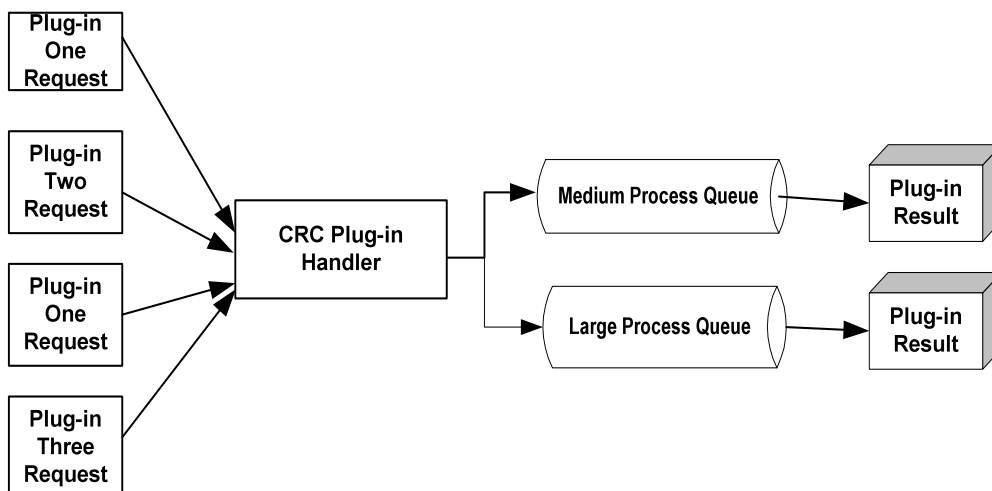 Plug-in
One
Request
Plug-in
Two
Request
Plug-in
One
Request
Plug-in
Three
Request
CRC Plug-in
Handler
Medium Process Queue
Large Process Queue
Plug-in
Result
Plug-in
Result